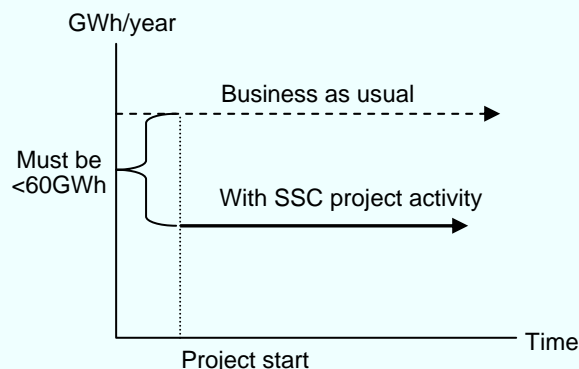 GWh/year
Business as usual
Must be
<60GWh
With SSC project activity
Time
Project start